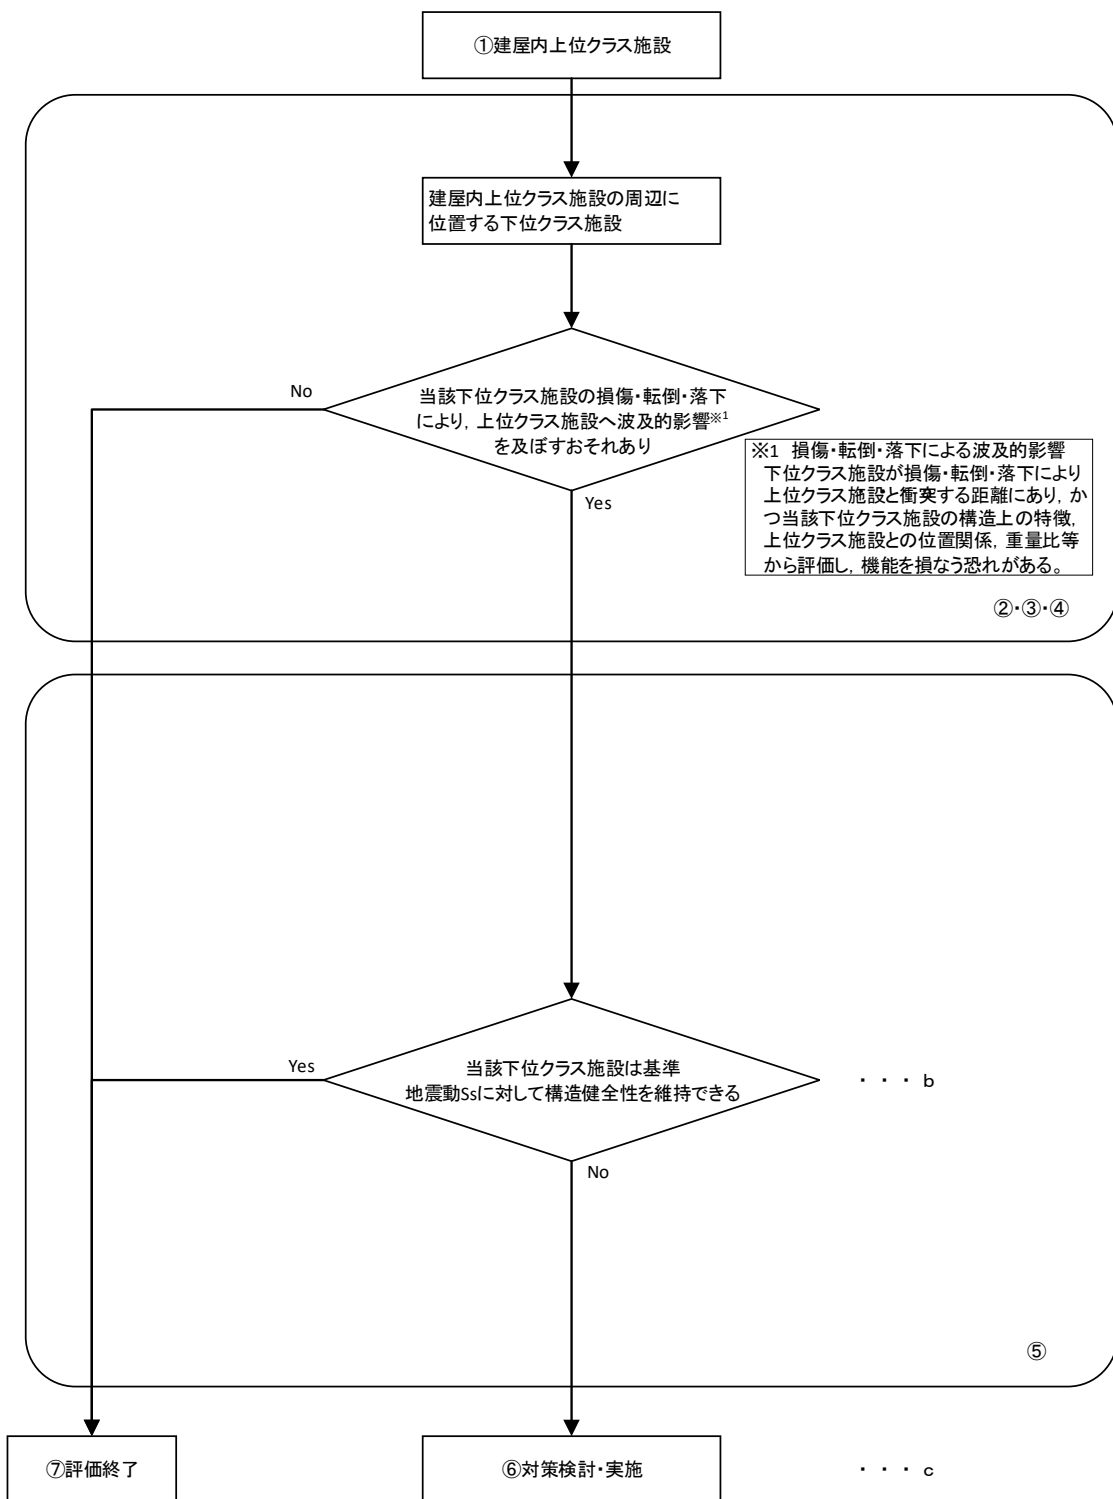 ①建屋内上位クラス施設
建屋内上位クラス施設の周辺に
位置する下位クラス施設
No
当該下位クラス施設の損傷・転倒・落下
により，上位クラス施設へ波及的影響※1
を及ぼすおそれあり
※1 損傷・転倒・落下による波及的影響
下位クラス施設が損傷・転倒・落下により
上位クラス施設と衝突する距離にあり，か
つ当該下位クラス施設の構造上の特徴，
上位クラス施設との位置関係，重量比等
から評価し，機能を損なう恐れがある。
Yes
②・③・④
Yes
当該下位クラス施設は基準
地震動Ssに対して構造健全性を維持できる
・・・b
No
⑤
⑦評価終了
⑥対策検討・実施
・・・c